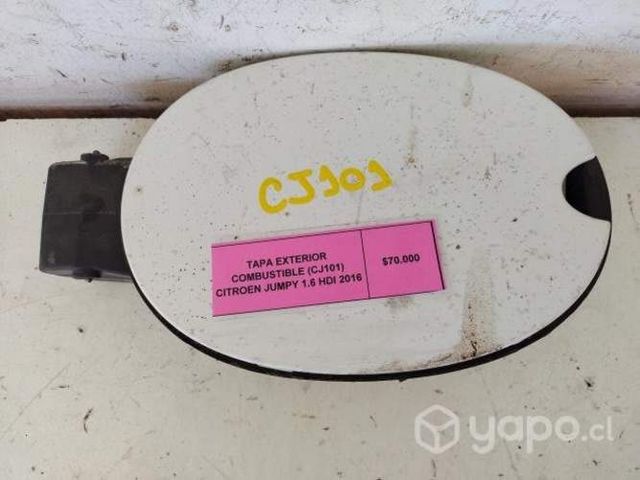 CJ101
TAPA EXTERIOR
COMBUSTIBLE (CJ101)
CITROEN JUMPY 1.6 HDI 2016
$70.000
yapo.cl